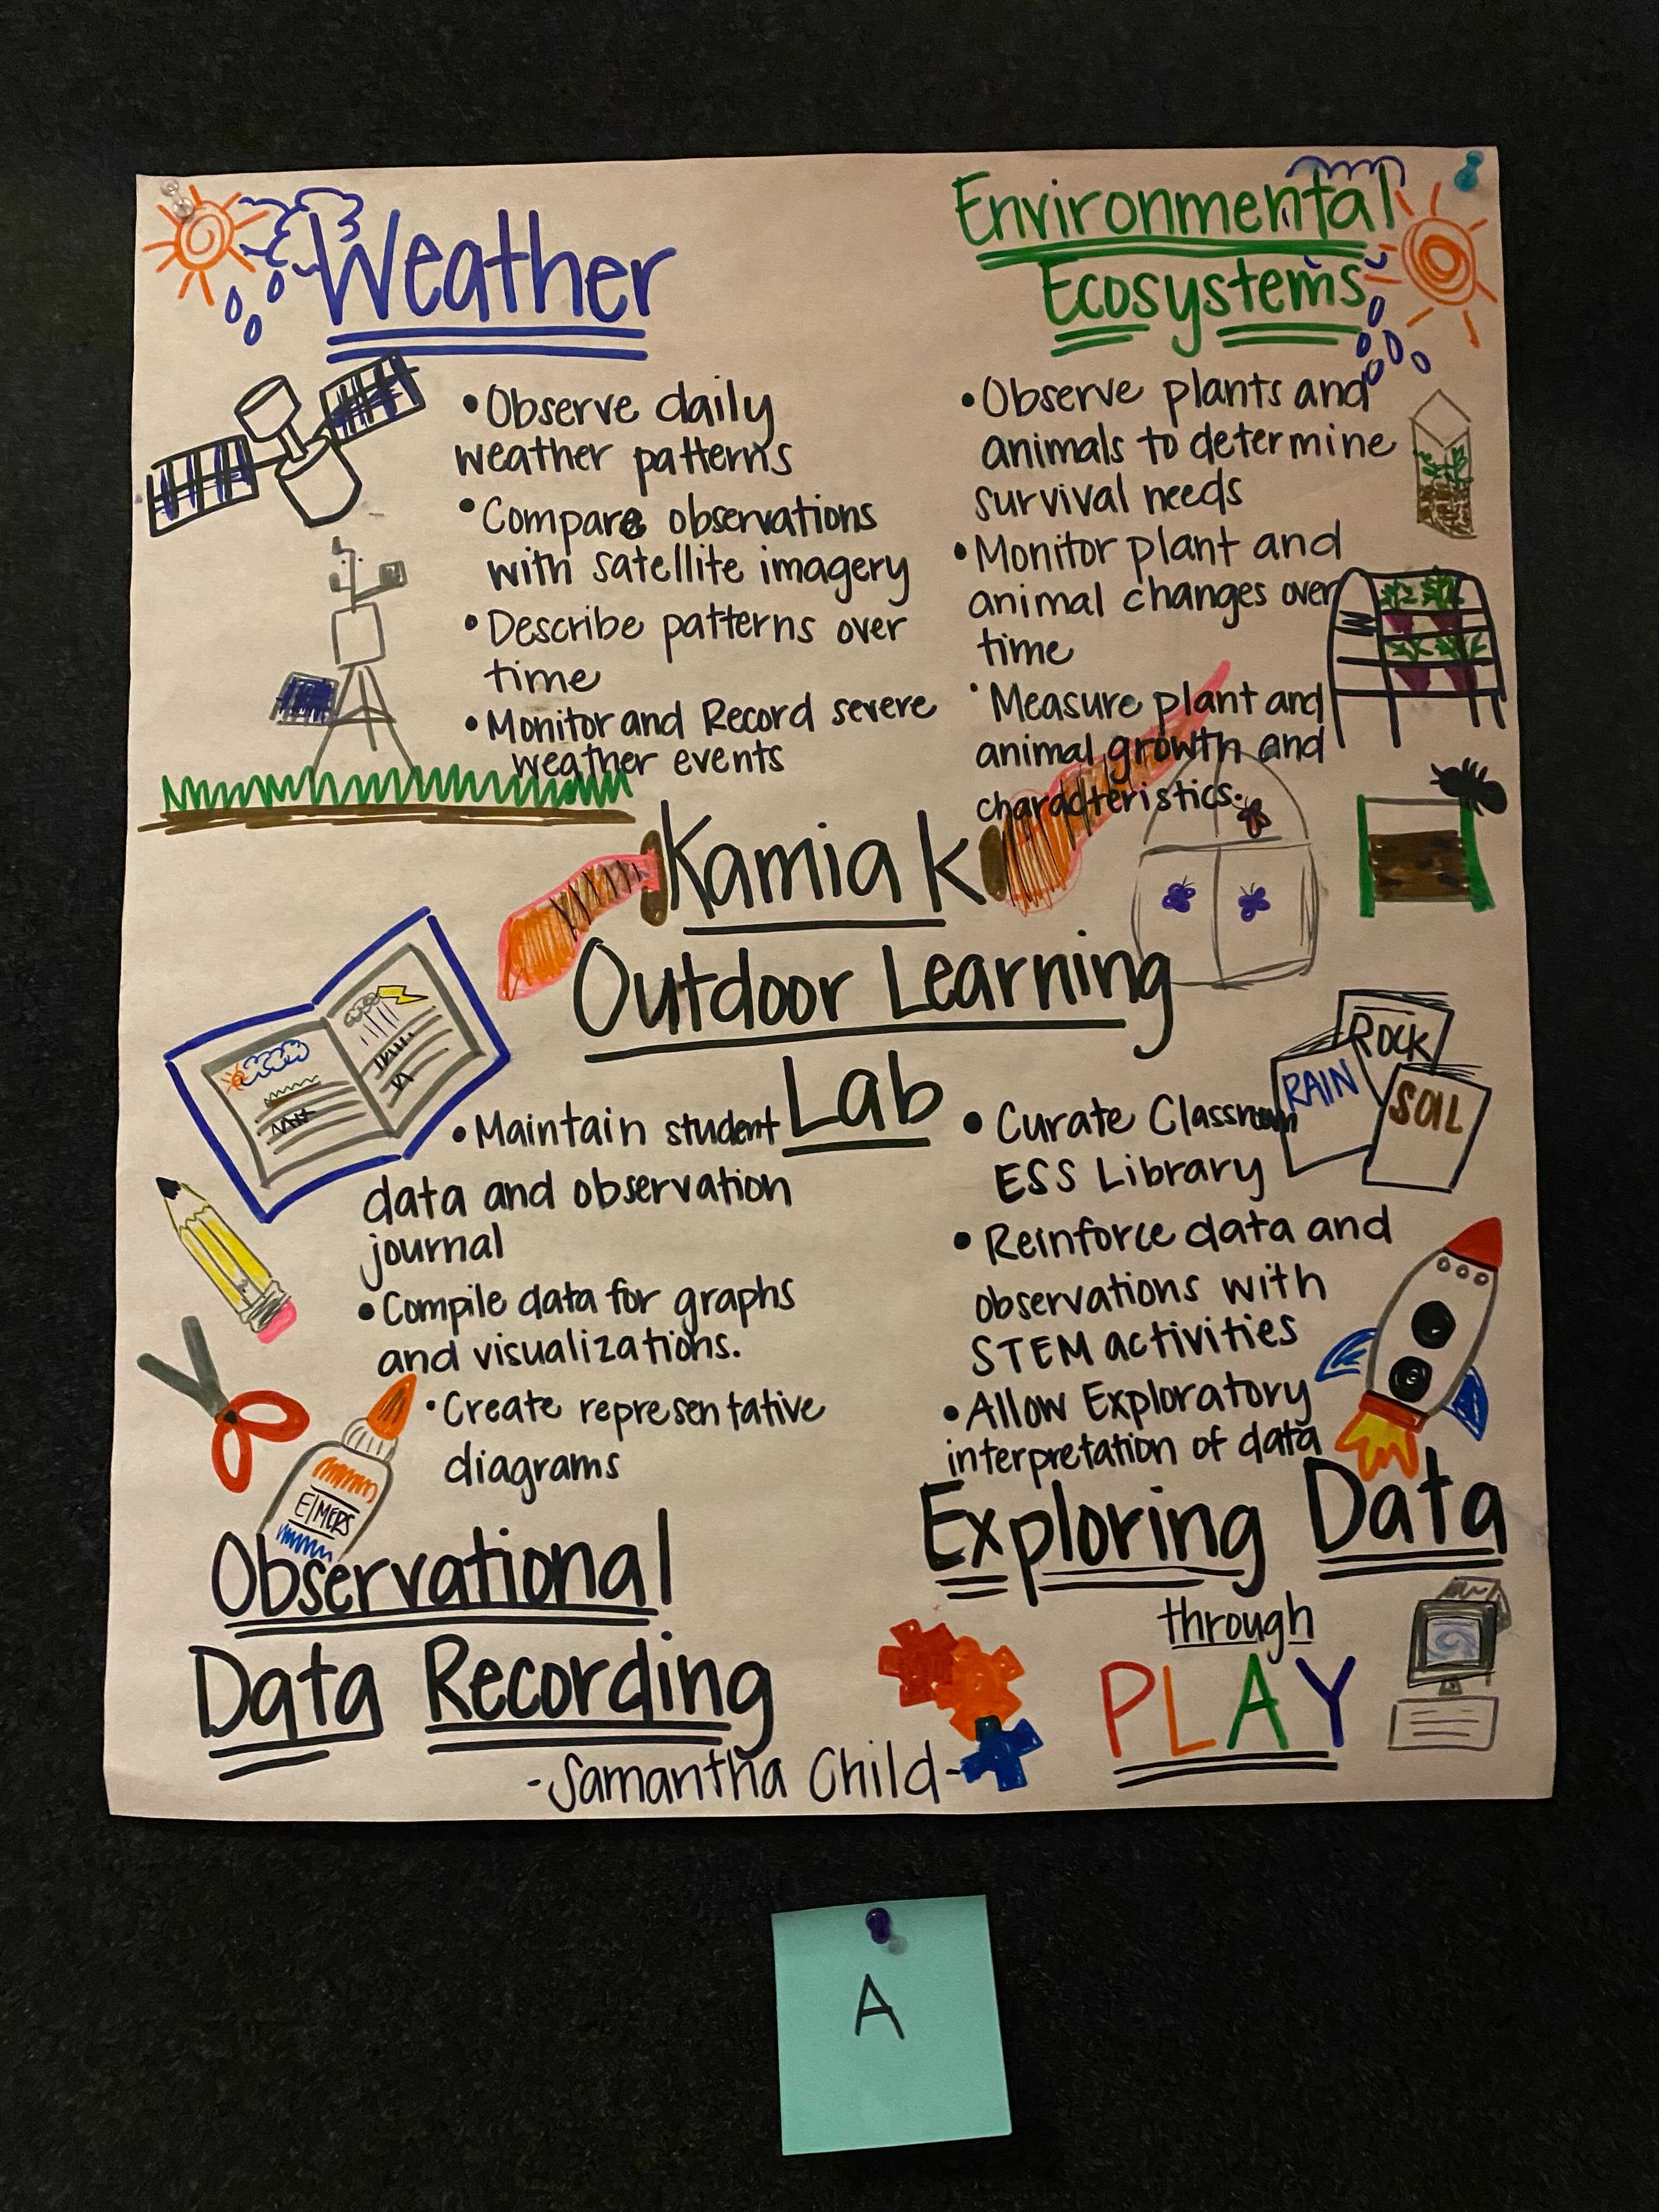 Weather
• Observe daily
weather patterns
• Compare observations
with satellite imagery
• Describe patterns over
time
• Monitor and Record severe
weather events
Environmental
Ecosystems
• Observe plants and
animals to determine
survival needs
• Monitor plant and
animal changes over
time
• Measure plant and
animal growth and
characteristics.
Kamiak
Outdoor Learning
Lab
• Maintain student
data and observation
journal
• Compile data for graphs
and visualizations.
• Create representative
diagrams
ElMERS
Observational
Data Recording
ROCK
RAIN
SOIL
• Curate Classroom
ESS Library
• Reinforce data and
observations with
STEM activities
• Allow Exploratory
interpretation of data
Exploring Data
through
PLAY
-Samantha Child-
A